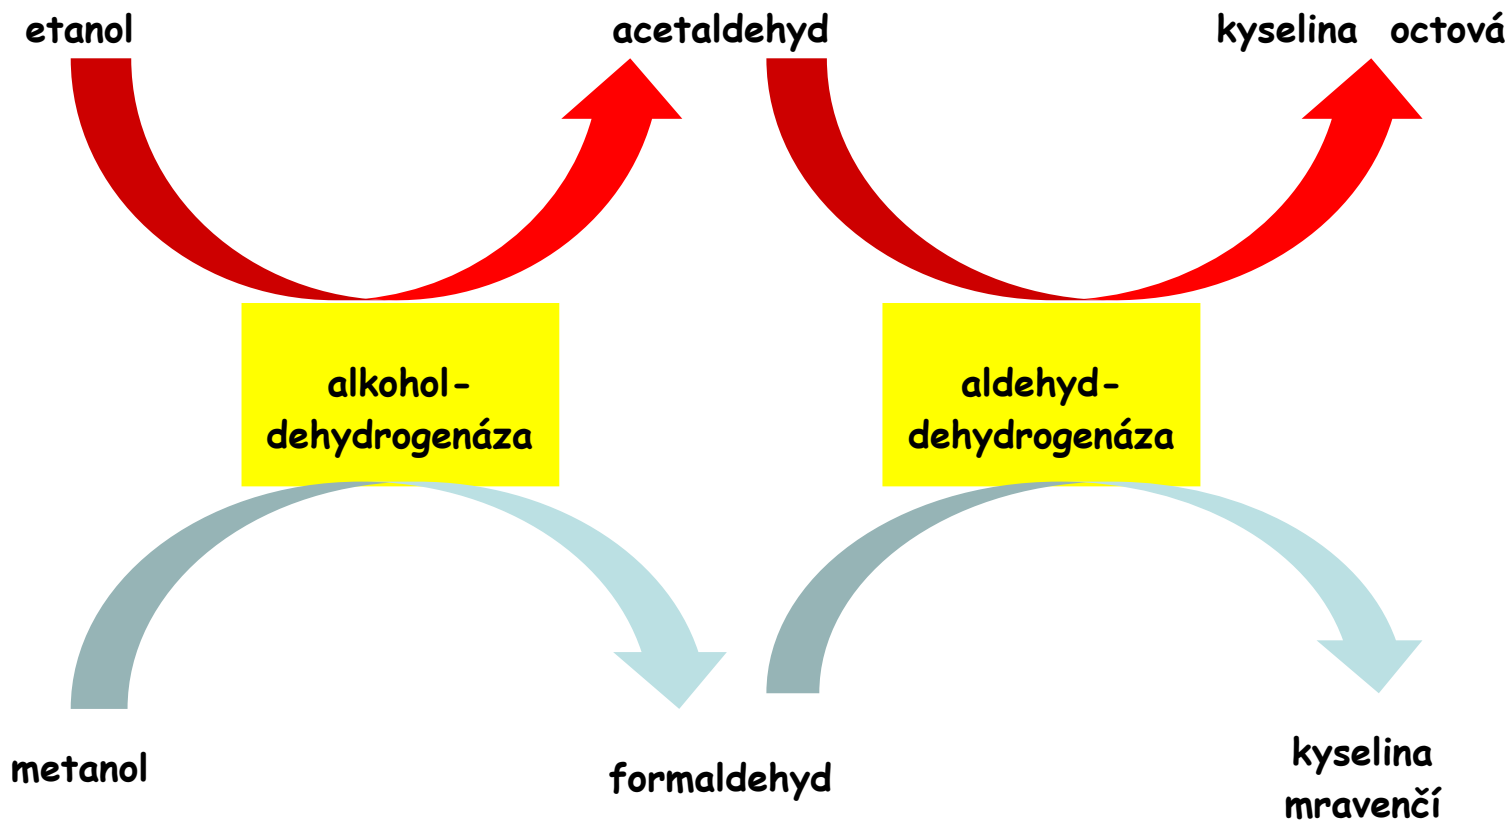 etanol
acetaldehyd
kyselina octová
alkohol-
dehydrogenáza
aldehyd-
dehydrogenáza
metanol
formaldehyd
kyselina
mravenčí